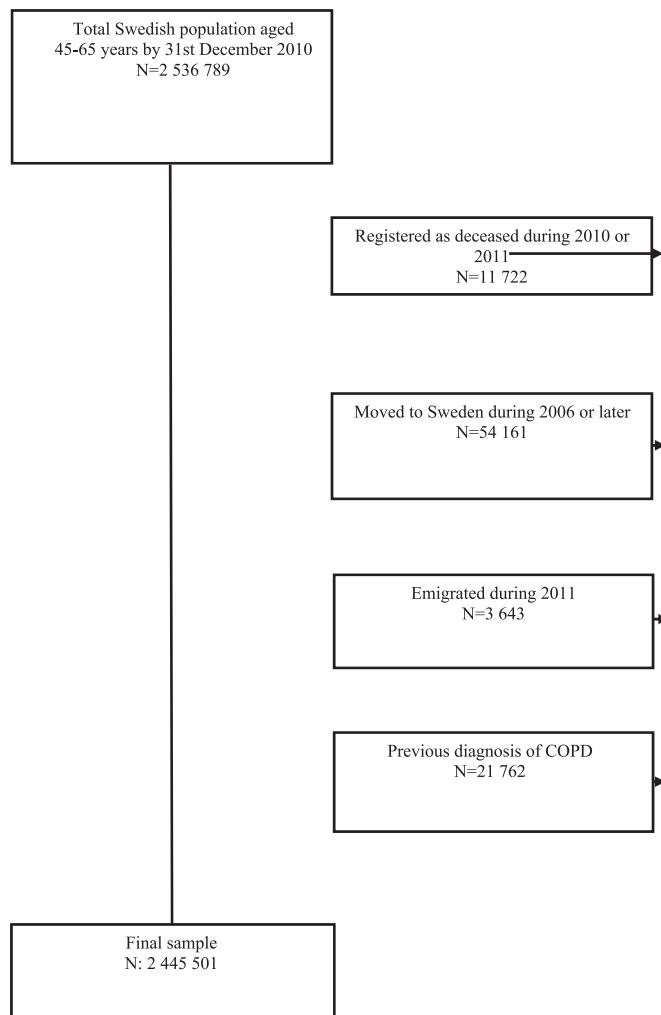 Total Swedish population aged
45-65 years by 31st December 2010
N=2 536 789
Registered as deceased during 2010 or
2011
N=11 722
Moved to Sweden during 2006 or later
N=54 161
Emigrated during 2011
N=3 643
Previous diagnosis of COPD
N=21 762
Final sample
N: 2 445 501